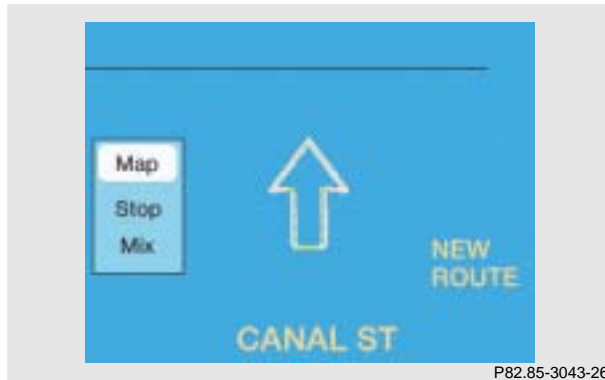 Map
Stop
Mix
NEW
ROUTE
CANAL ST
P82.85-3043-26